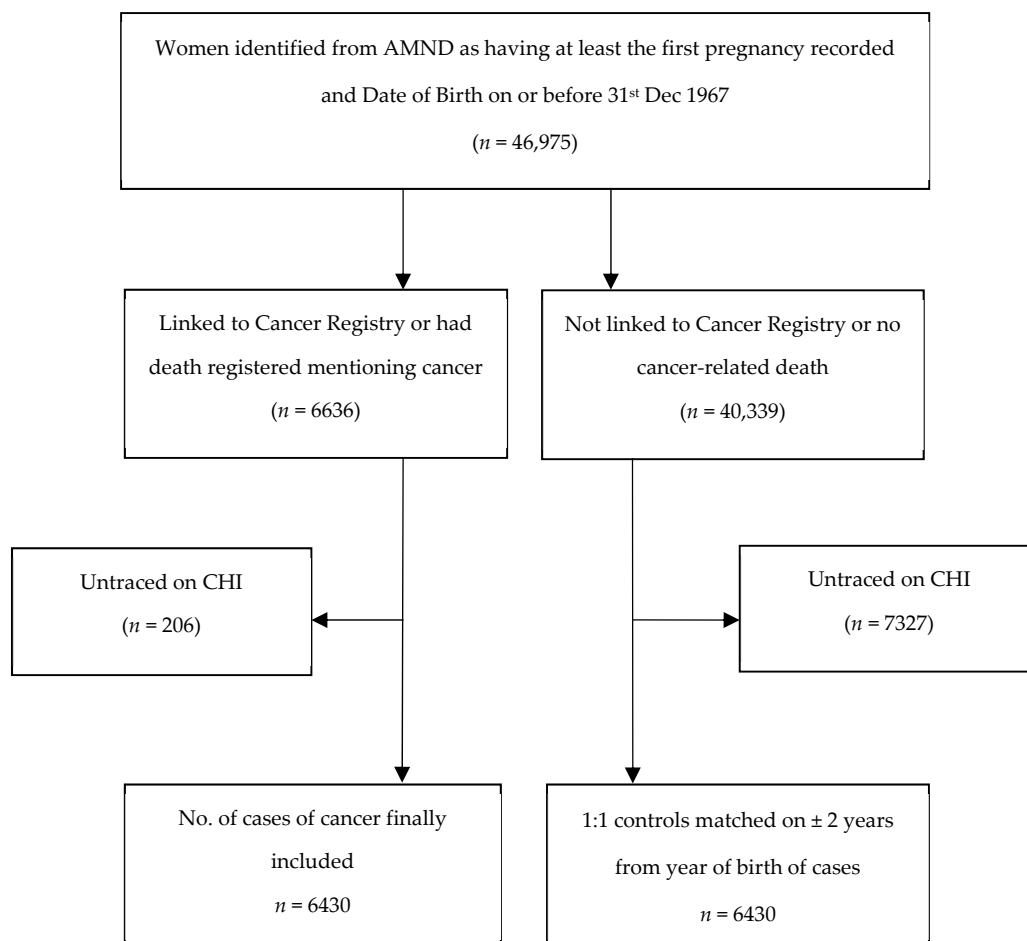 Women identified from AMND as having at least the first pregnancy recorded
and Date of Birth on or before 31st Dec 1967
(n = 46,975)
Linked to Cancer Registry or had
death registered mentioning cancer
(n = 6636)
Not linked to Cancer Registry or no
cancer-related death
(n = 40,339)
Untraced on CHI
(n = 206)
Untraced on CHI
(n = 7327)
No. of cases of cancer finally
included
n = 6430
1:1 controls matched on ± 2 years
from year of birth of cases
n = 6430